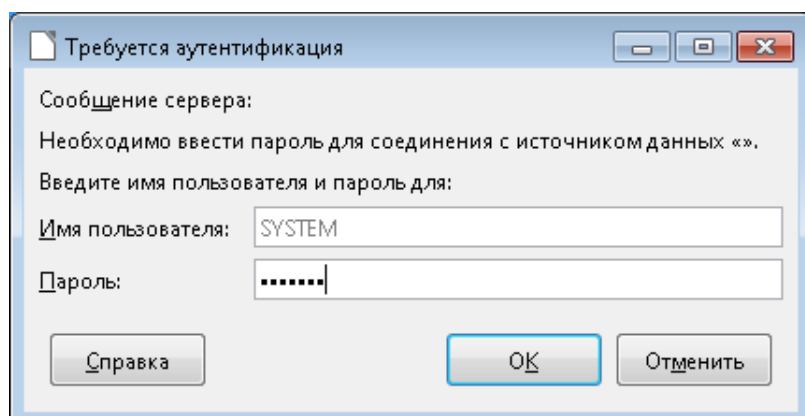 Требуется аутентификация
Сообщение сервера:
Необходимо ввести пароль для соединения с источником данных «».
Введите имя пользователя и пароль для:
Имя пользователя: SYSTEM
Пароль: •••••••
Справка OK Отменить